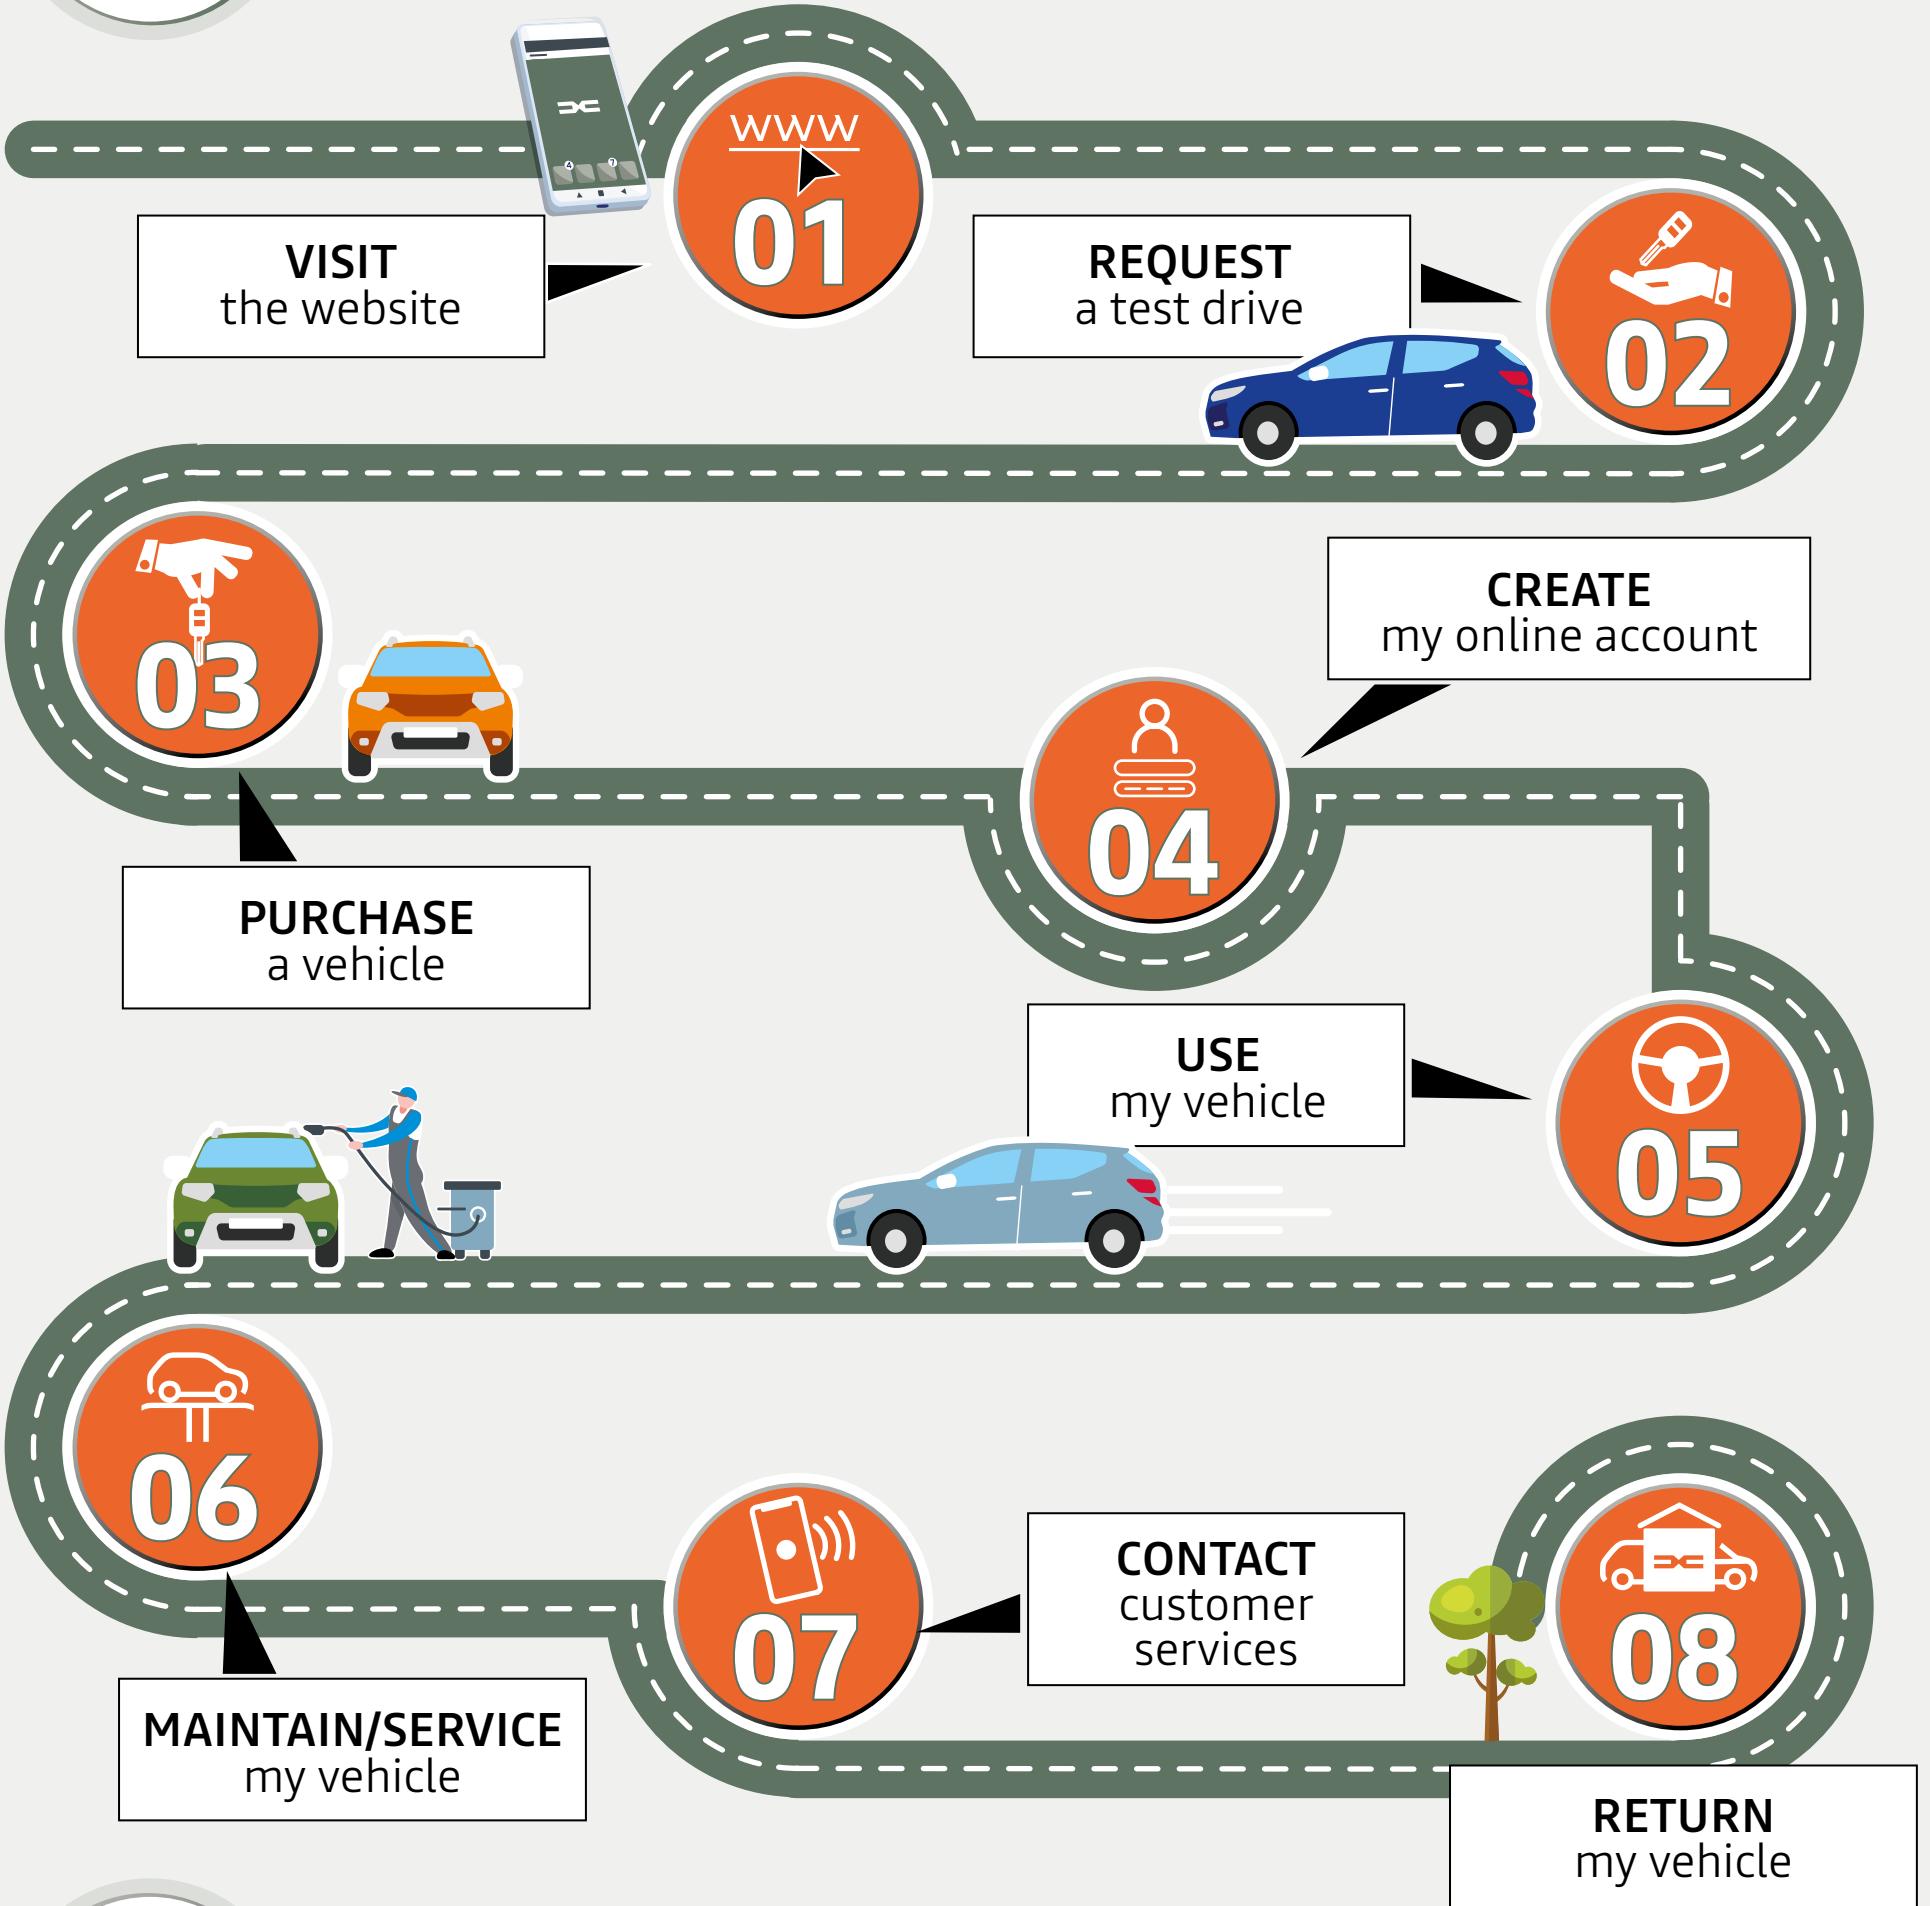 www
01
VISIT
the website
REQUEST
a test drive
02
03
PURCHASE
a vehicle
CREATE
my online account
04
USE
my vehicle
05
06
MAINTAIN/SERVICE
my vehicle
07
CONTACT
customer
services
08
RETURN
my vehicle